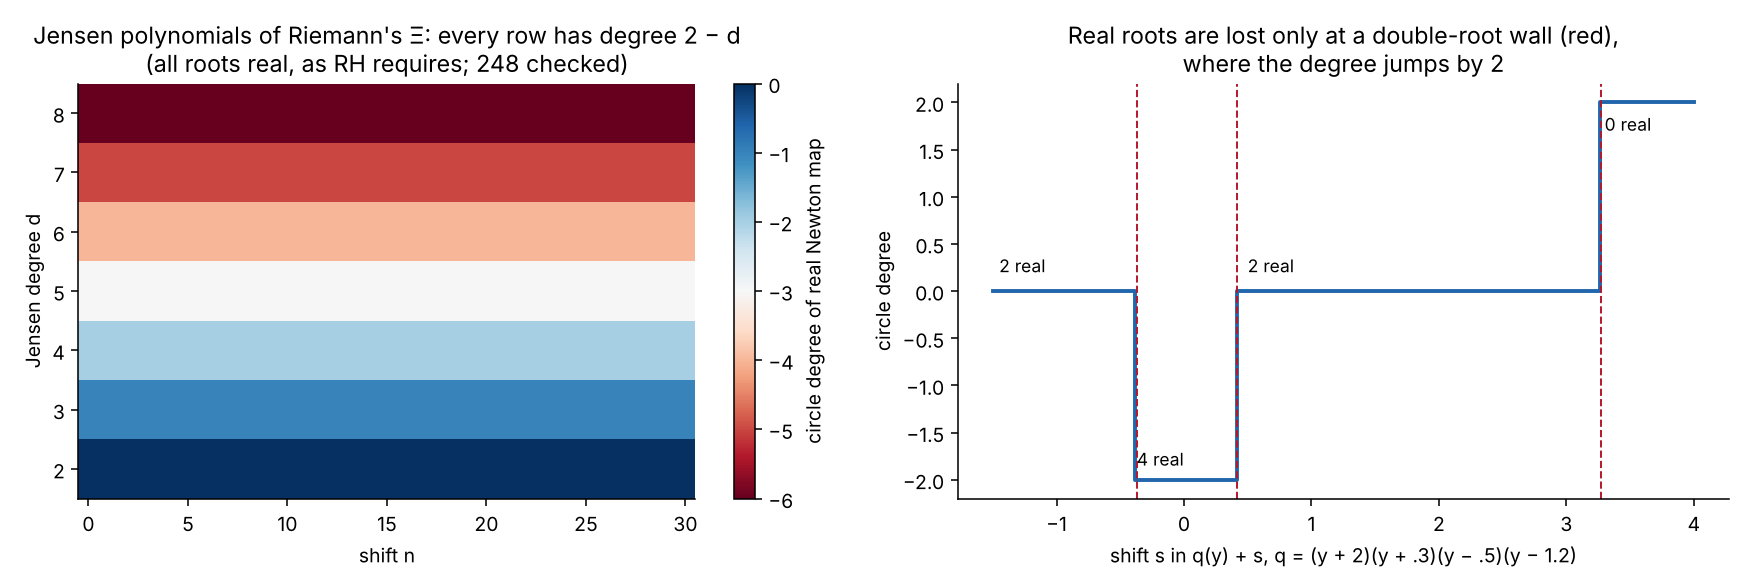 Jensen polynomials of Riemann's Ξ: every row has degree 2 − d
(all roots real, as RH requires; 248 checked)
Jensen degree d
8
7
6
5
4
3
2
0
5
10
15
20
25
30
shift n
0
−1
−2
−3
−4
−5
−6
circle degree of real Newton map
Real roots are lost only at a double-root wall (red),
where the degree jumps by 2
circle degree
2.0
1.5
1.0
0.5
0.0
−0.5
−1.0
−1.5
−2.0
2 real
4 real
2 real
0 real
−1
0
1
2
3
4
shift s in q(y) + s, q = (y + 2)(y + .3)(y − .5)(y − 1.2)